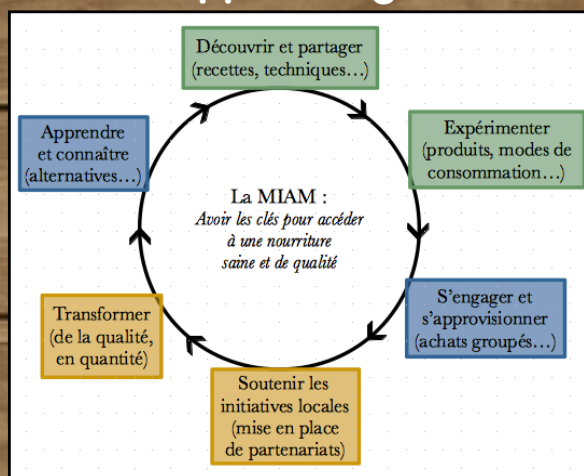 Découvrir et partager
(recettes, techniques…)
Expérimenter
(produits, modes de
consommation…)
S'engager et
s'approvisionner
(achats groupés…)
Soutenir les
initiatives locales
(mise en place
de partenariats)
Transformer
(de la qualité,
en quantité)
Apprendre
et connaître
(alternatives…)
La MIAM :
Avoir les clés pour accéder
à une nourriture
saine et de qualité